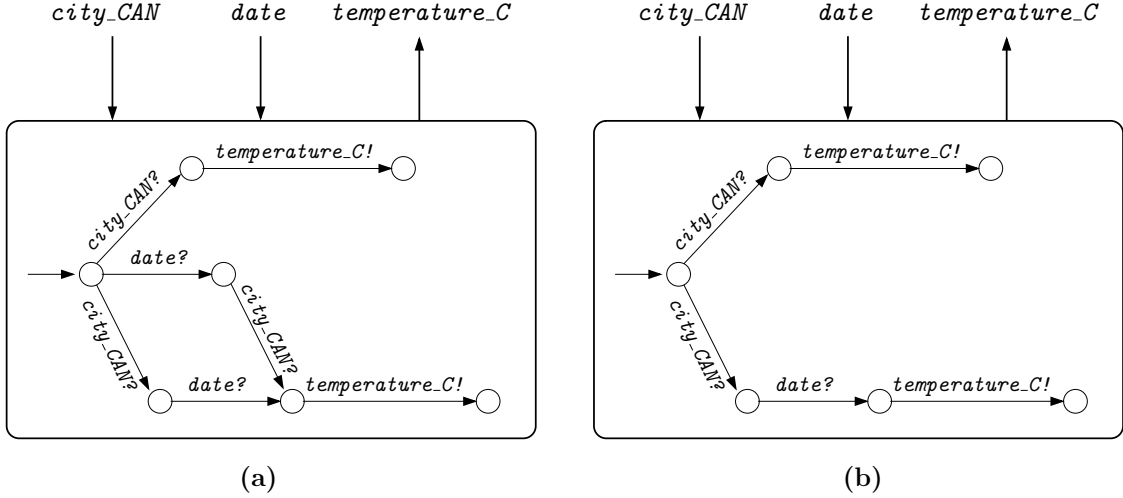 city_CAN date temperature_C city_CAN date temperature_C
temperature_C! temperature_C!
city_CAN? city_CAN?
date?
city_CAN? city_CAN? city_CAN?
date? temperature_C! date? temperature_C!
(a) (b)